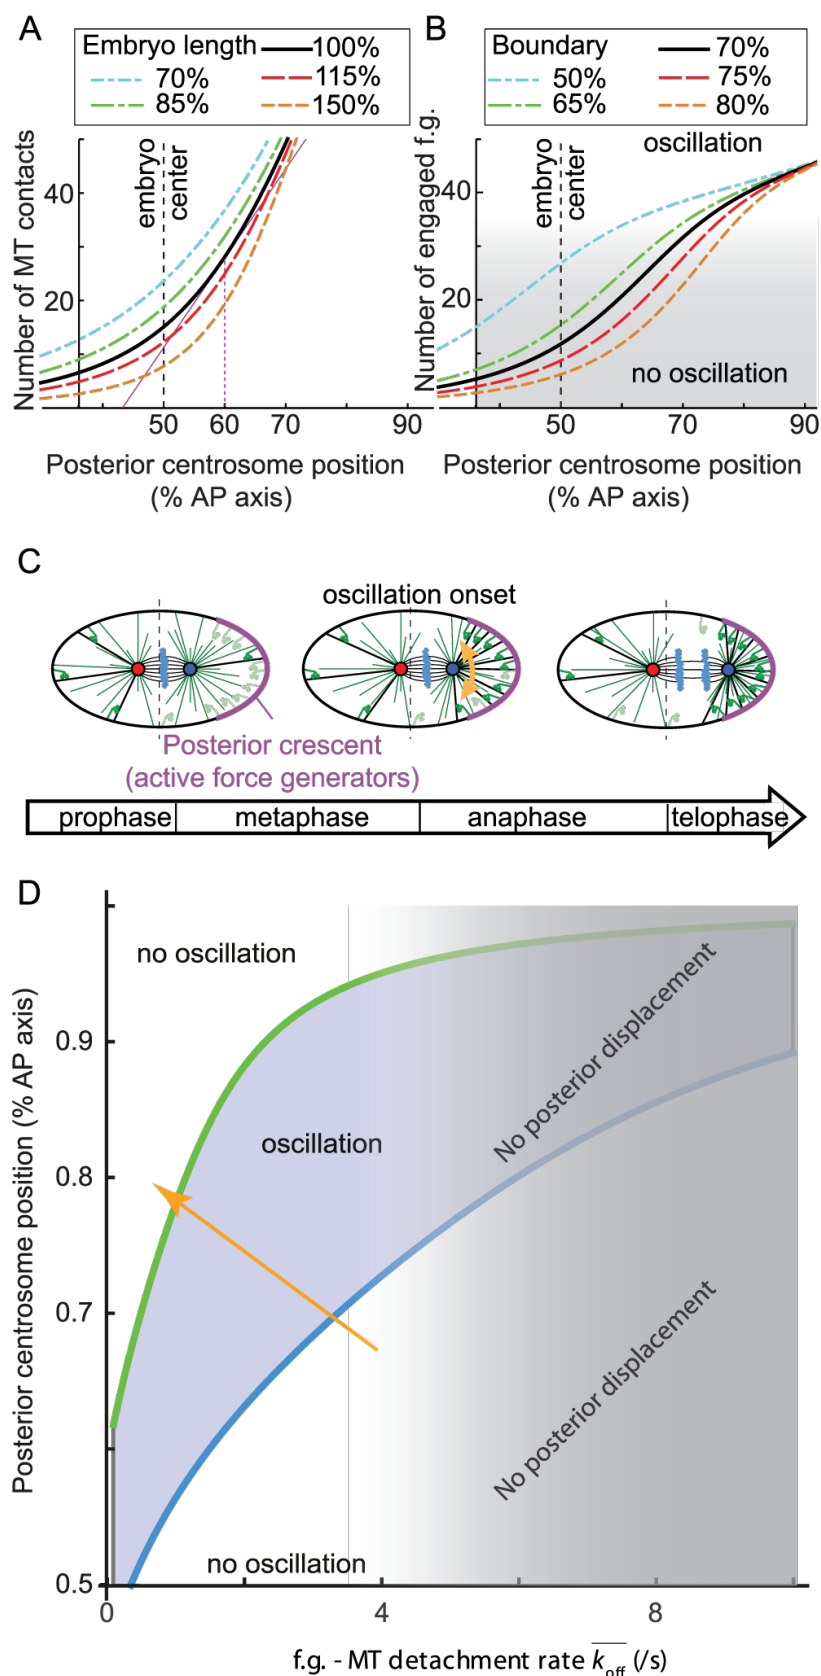 A
Embryo length
100%
70%
115%
85%
150%
Number of MT contacts
40
20
embryo
center
50
60
70
90
Posterior centrosome position
(% AP axis)
B
Boundary
70%
50%
75%
65%
80%
Number of engaged f.g.
40
20
embryo
center
oscillation
no oscillation
50
70
90
Posterior centrosome position
(% AP axis)
C
oscillation onset
Posterior crescent
(active force generators)
prophase
metaphase
anaphase
telophase
D
Posterior centrosome position (% AP axis)
0.9
0.8
0.7
0.5
no oscillation
oscillation
No posterior displacement
No posterior displacement
no oscillation
0
4
8
f.g. - MT detachment rate k̅off (/s)